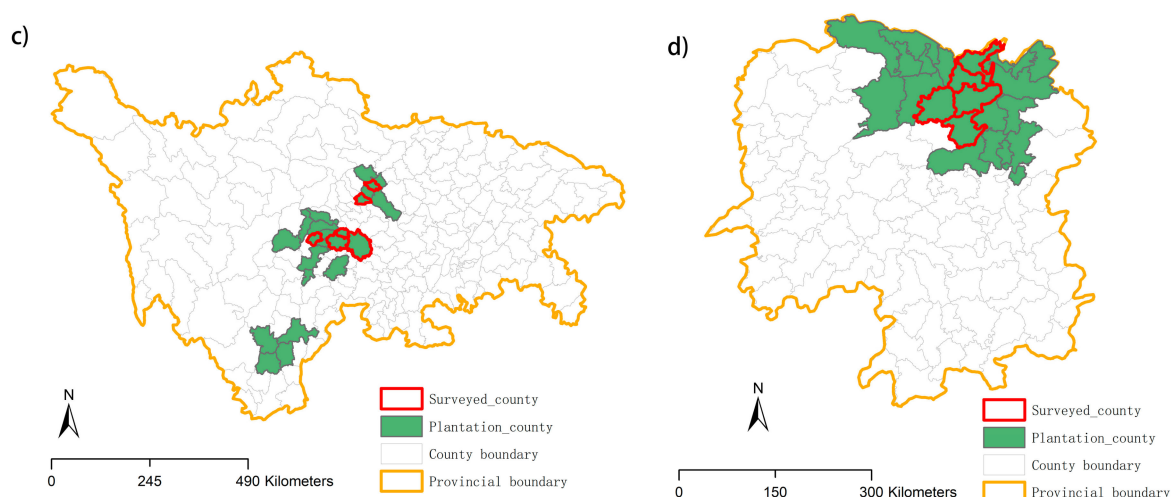 c)
N
Surveyed_county
Plantation_county
County boundary
Provincial boundary
0 245 490 Kilometers
d)
N
Surveyed_county
Plantation_county
County boundary
Provincial boundary
0 150 300 Kilometers